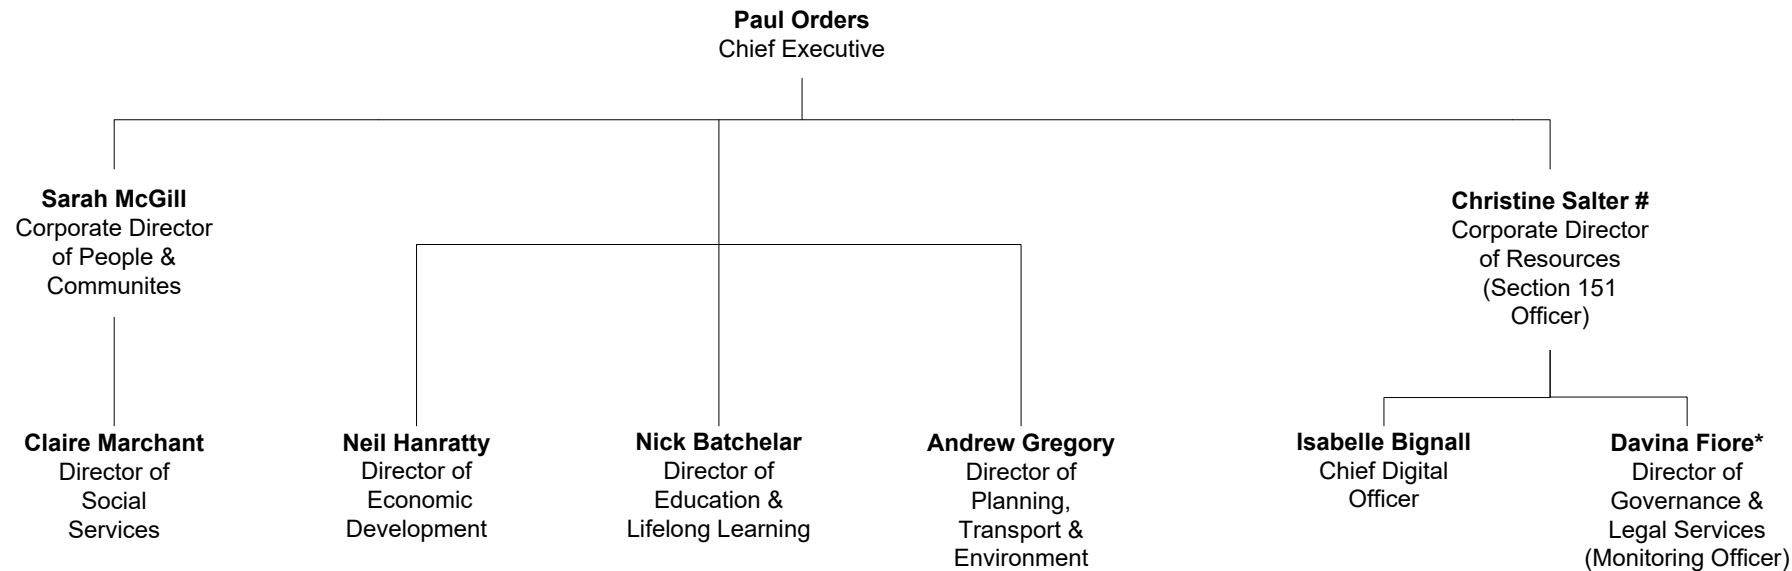 Paul Orders
Chief Executive
Sarah McGill
Corporate Director
of People &
Communites
Christine Salter #
Corporate Director
of Resources
(Section 151
Officer)
Claire Marchant
Director of
Social
Services
Neil Hanratty
Director of
Economic
Development
Nick Batchelar
Director of
Education &
Lifelong Learning
Andrew Gregory
Director of
Planning,
Transport &
Environment
Isabelle Bignall
Chief Digital
Officer
Davina Fiore*
Director of
Governance &
Legal Services
(Monitoring Officer)